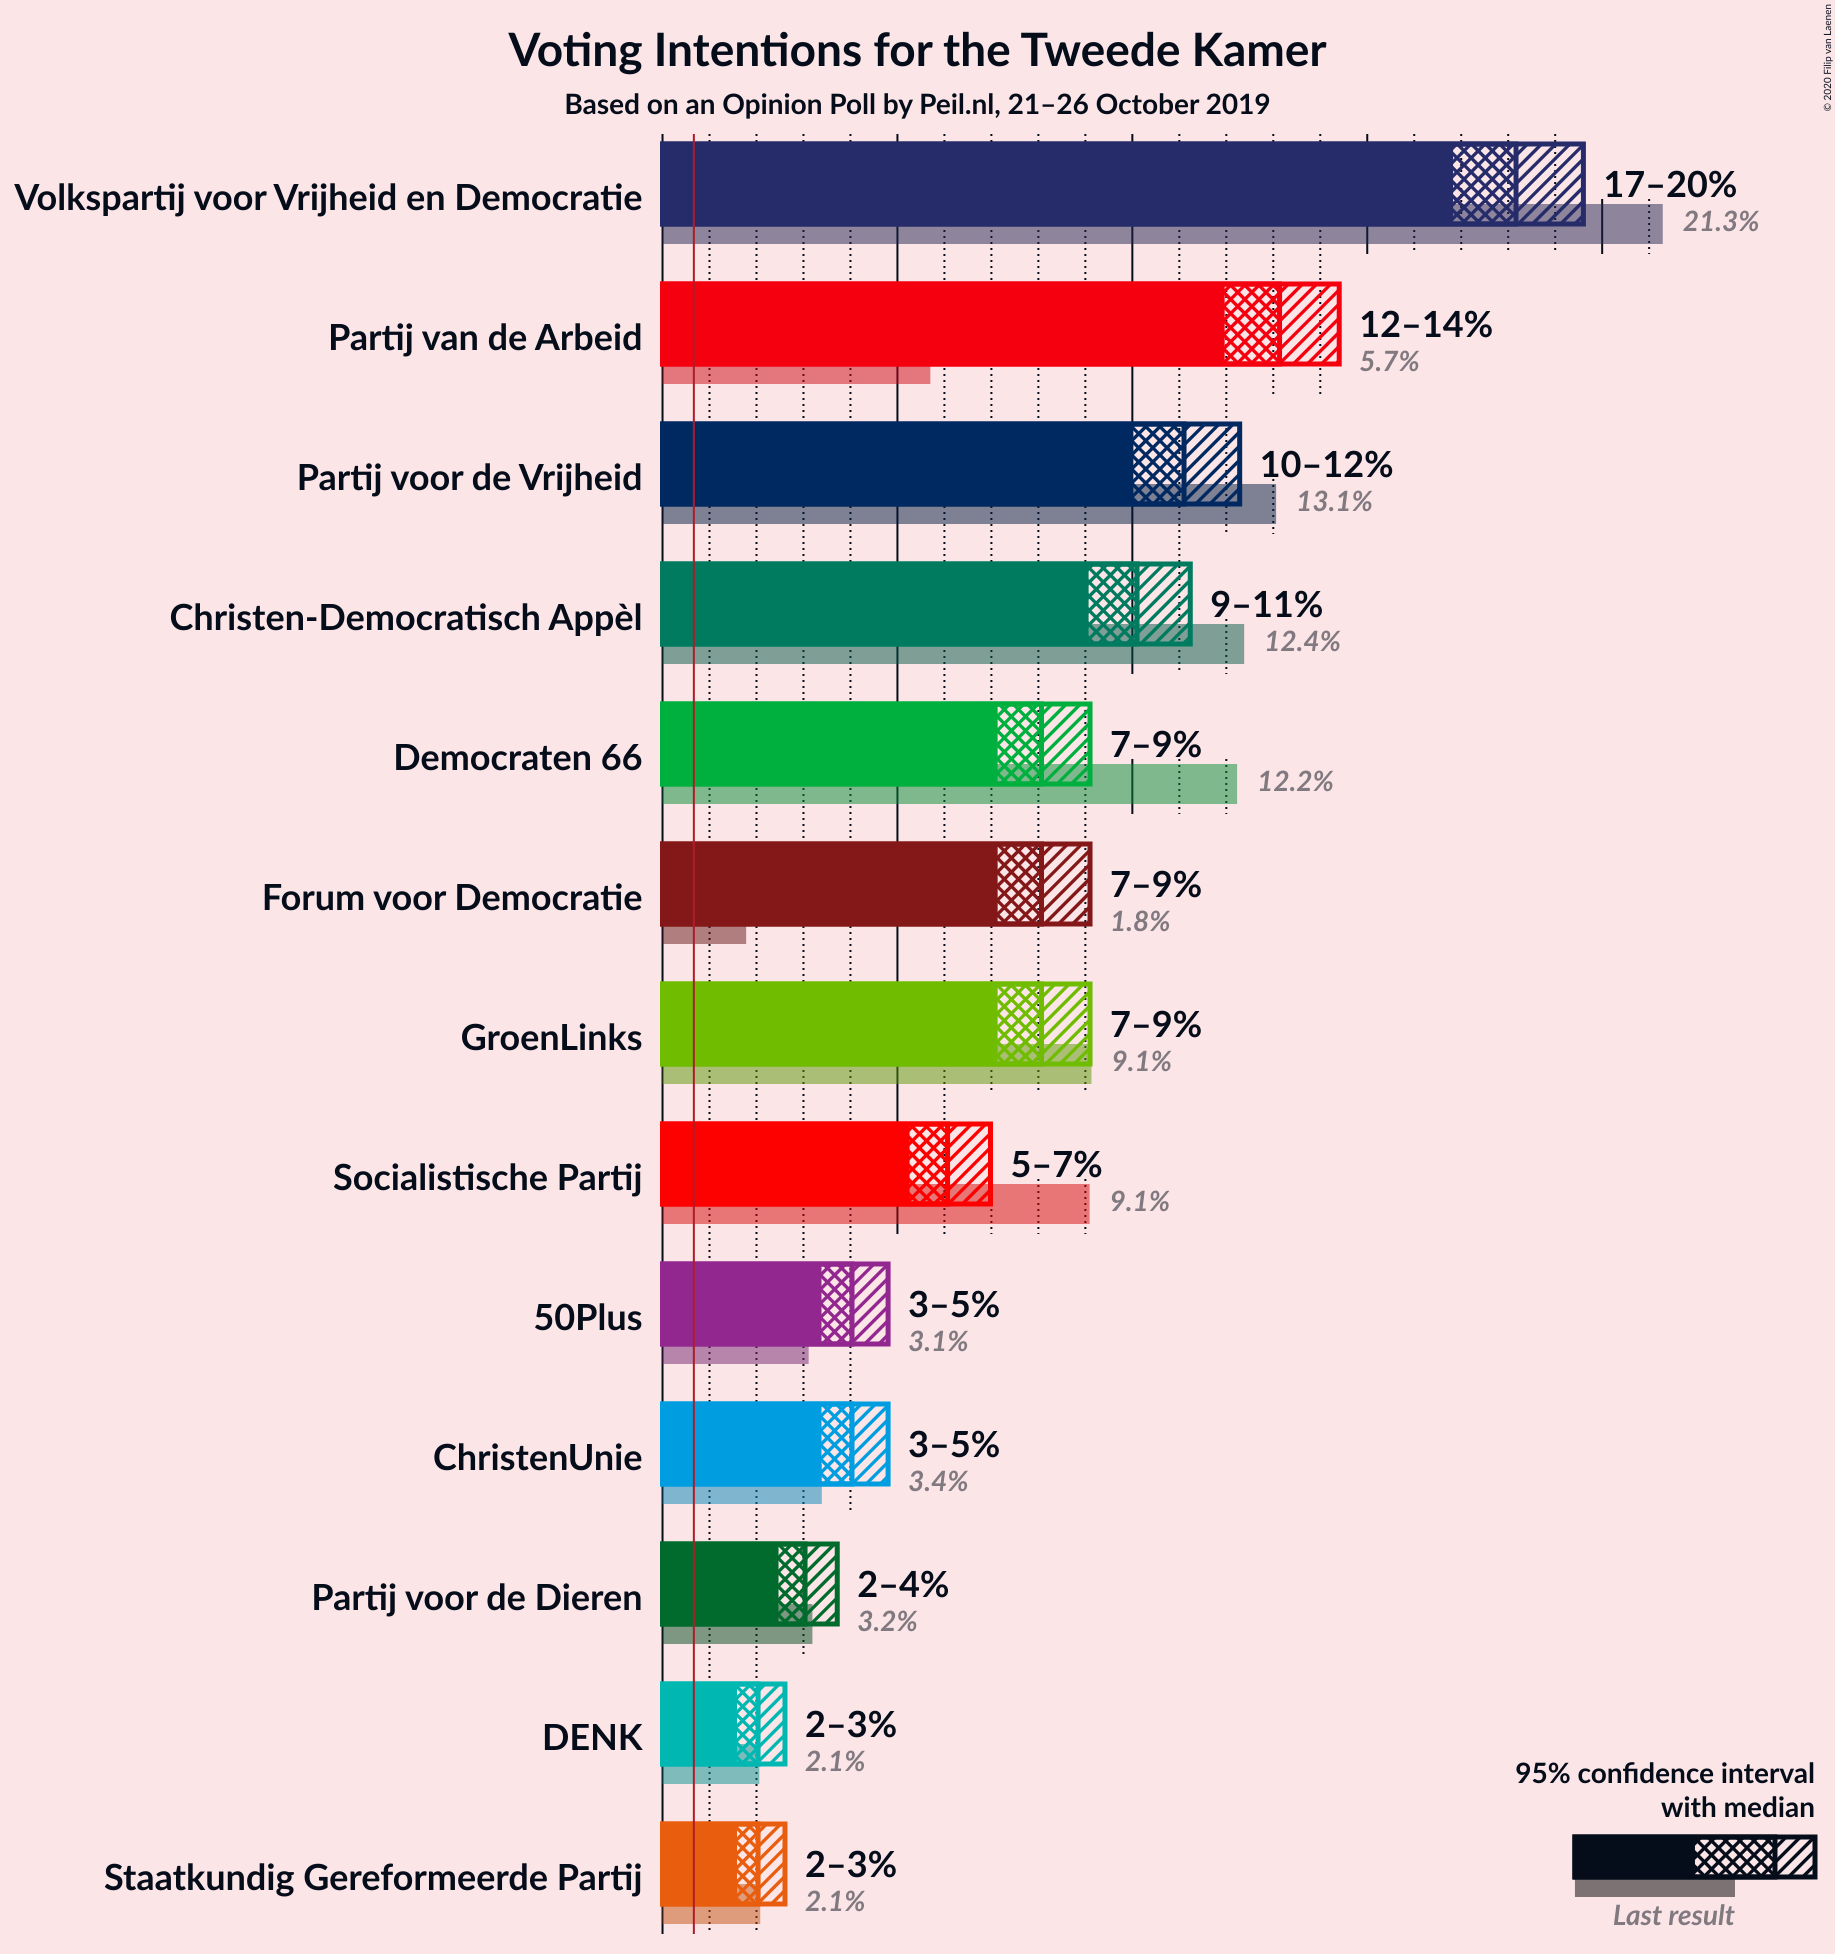 Voting Intentions for the Tweede Kamer
Based on an Opinion Poll by Peil.nl, 21–26 October 2019
© 2020 Filip van Laenen
Volkspartij voor Vrijheid en Democratie
17–20%
21.3%
Partij van de Arbeid
12–14%
5.7%
Partij voor de Vrijheid
10–12%
13.1%
Christen-Democratisch Appèl
9–11%
12.4%
Democraten 66
7–9%
12.2%
Forum voor Democratie
7–9%
1.8%
GroenLinks
7–9%
9.1%
Socialistische Partij
5–7%
9.1%
50Plus
3–5%
3.1%
ChristenUnie
3–5%
3.4%
Partij voor de Dieren
2–4%
3.2%
DENK
2–3%
2.1%
Staatkundig Gereformeerde Partij
2–3%
2.1%
95% confidence interval
with median
Last result